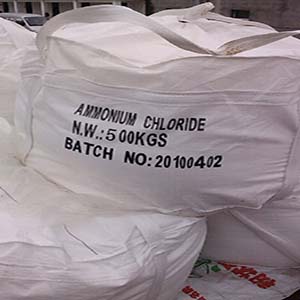 AMMONIUM CHLORIDE
N.W.:500KGS
BATCH NO:20100402